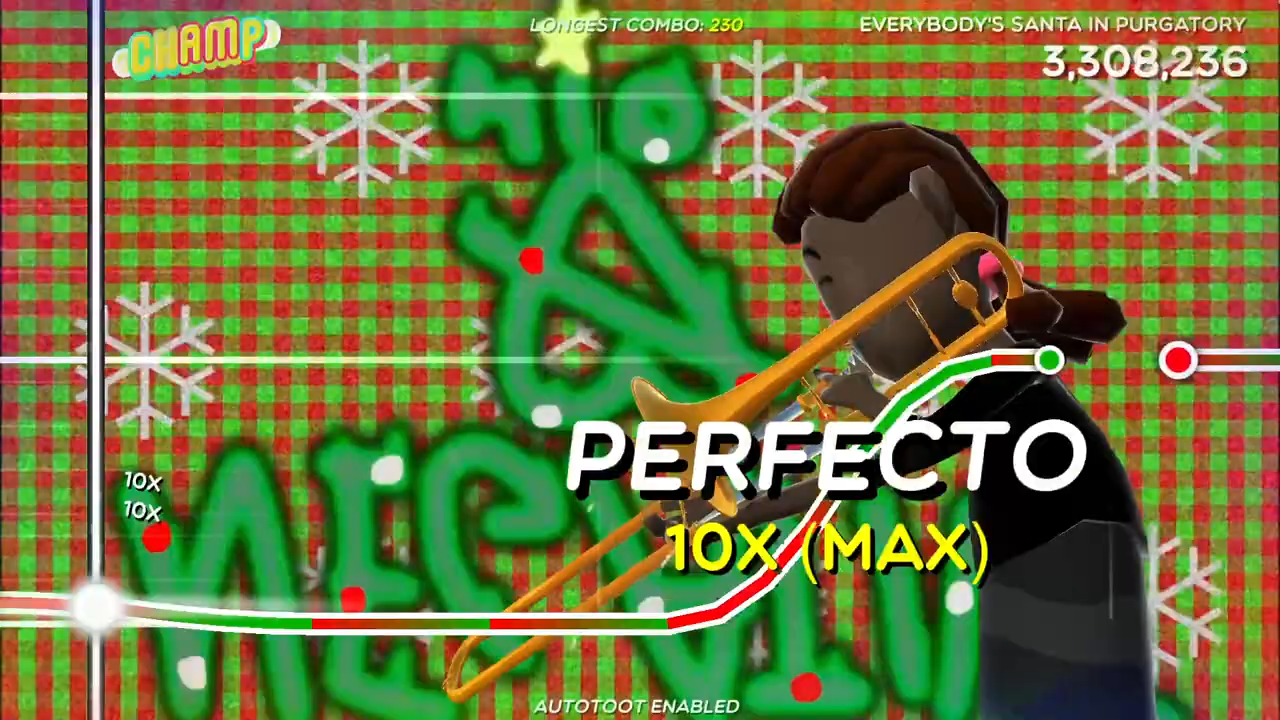 CHAMP
LONGEST COMBO: 230
EVERYBODY'S SANTA IN PURGATORY
3,308,236
10X
10X
PERFECTO
10X (MAX)
AUTOTOOT ENABLED